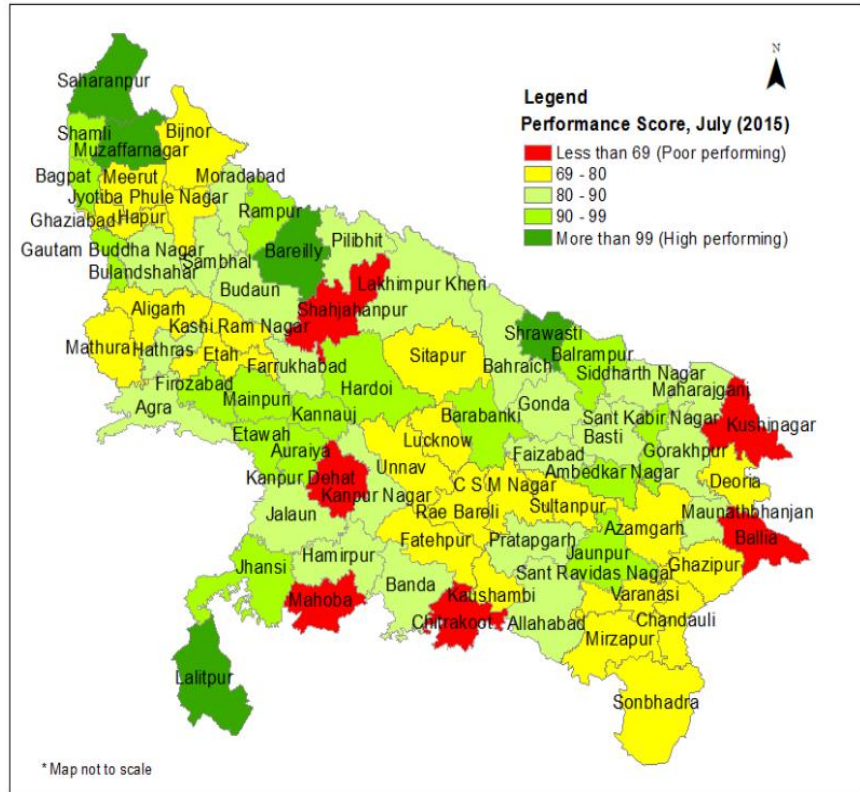 N
Legend
Performance Score, July (2015)
Less than 69 (Poor performing)
69 - 80
80 - 90
90 - 99
More than 99 (High performing)
Saharanpur
Shamli
Bijnor
Muzaffarnagar
Bagpat
Meerut
Moradabad
Jyotiba Phule Nagar
Rampur
Ghaziabad
Hapur
Gautam Buddha Nagar
Bareilly
Pilibhit
Bulandshahar
Sambhal
Budaun
Lakhimpur Kheri
Shahjahanpur
Aligarh
Kashi Ram Nagar
Shrawasti
Mathura
Hathras
Etah
Sitapur
Balrampur
Farrukhabad
Bahraich
Siddharth Nagar
Firozabad
Hardoi
Maharajganj
Agra
Mainpuri
Gonda
Kannauj
Barabanki
Sant Kabir Nagar
Kushinagar
Etawah
Lucknow
Basti
Auraiya
Faizabad
Gorakhpur
Unnav
Kanpur Dehat
Ambedkar Nagar
Deoria
C S M Nagar
Kanpur Nagar
Sultanpur
Rae Bareli
Jalaun
Azamgarh
Maunathbhanjan
Fatehpur
Pratapgarh
Ballia
Hamirpur
Jaunpur
Jhansi
Ghazipur
Banda
Sant Ravidas Nagar
Mahoba
Kaushambi
Varanasi
Chitrakoot
Allahabad
Chandauli
Mirzapur
Lalitpur
Sonbhadra
* Map not to scale